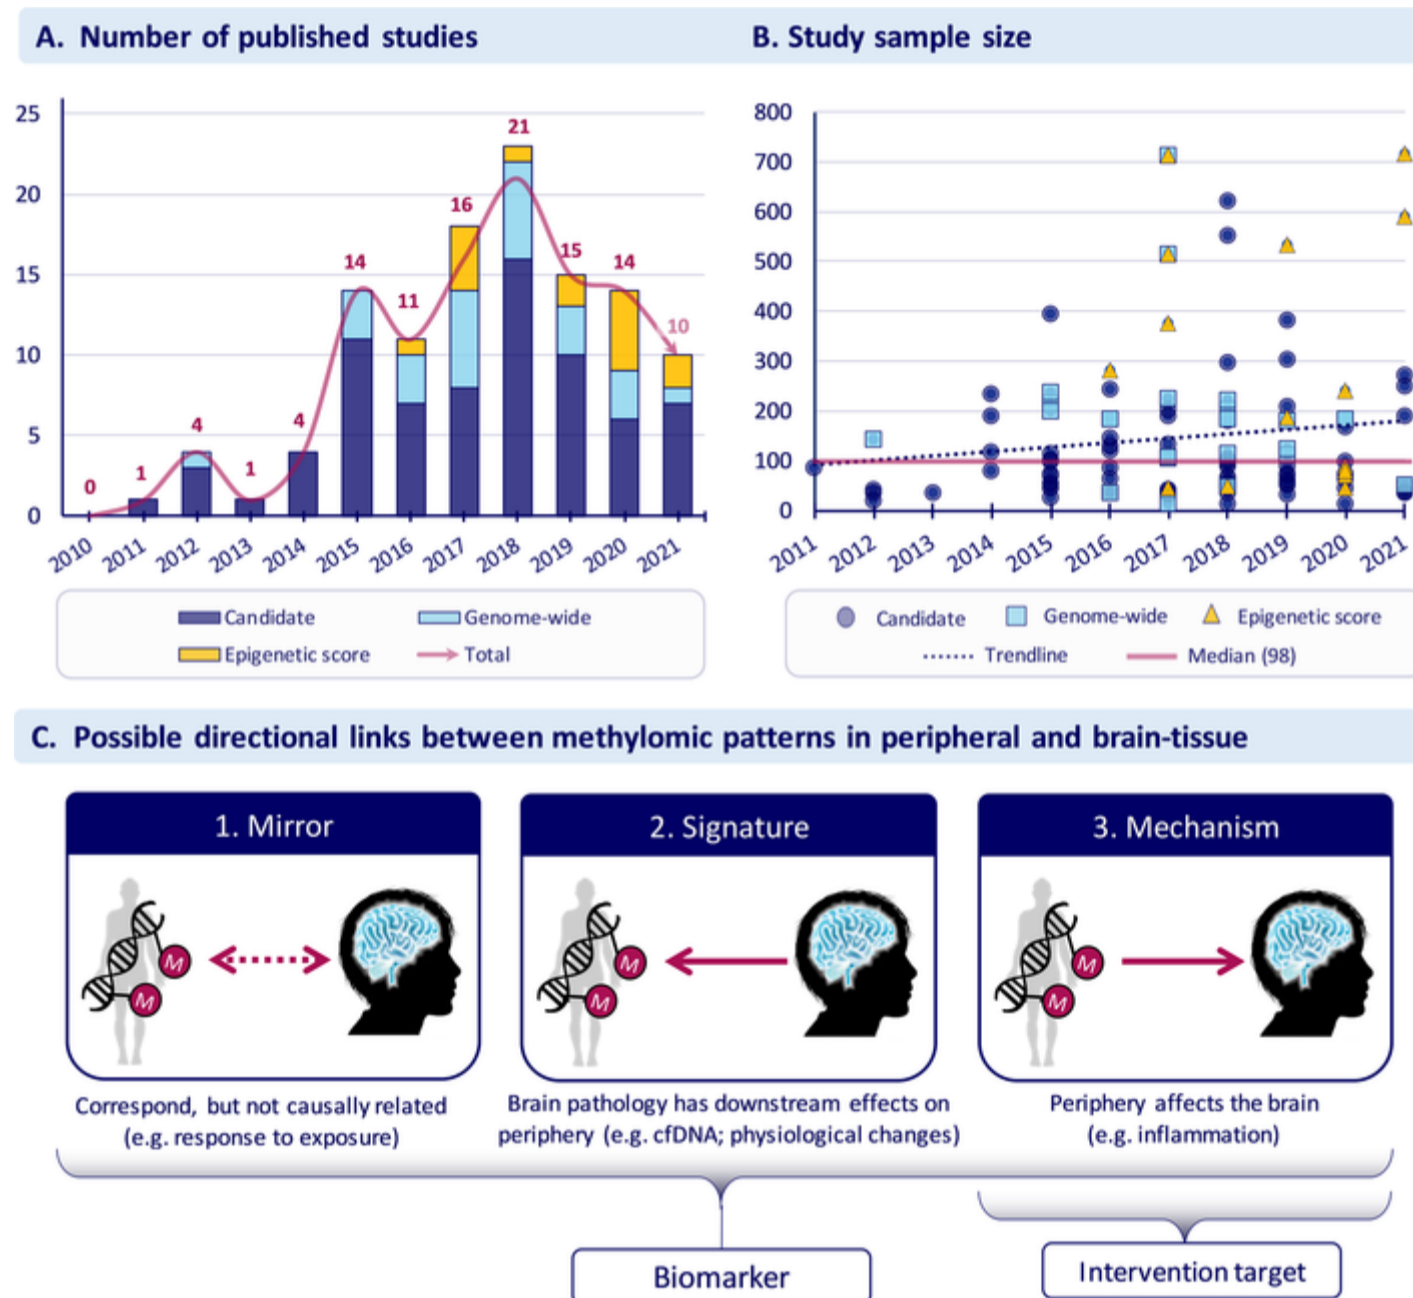 A. Number of published studies
B. Study sample size
25
20
15
10
5
0
0
1
4
1
4
14
11
16
21
15
14
10
2010
2011
2012
2013
2014
2015
2016
2017
2018
2019
2020
2021
Candidate
Genome-wide
Epigenetic score
Total
800
700
600
500
400
300
200
100
0
2011
2012
2013
2014
2015
2016
2017
2018
2019
2020
2021
Candidate
Genome-wide
Epigenetic score
Trendline
Median (98)
C. Possible directional links between methylomic patterns in peripheral and brain-tissue
1. Mirror
M
M
Correspond, but not causally related
(e.g. response to exposure)
2. Signature
M
M
Brain pathology has downstream effects on
periphery (e.g. cfDNA; physiological changes)
3. Mechanism
M
M
Periphery affects the brain
(e.g. inflammation)
Biomarker
Intervention target